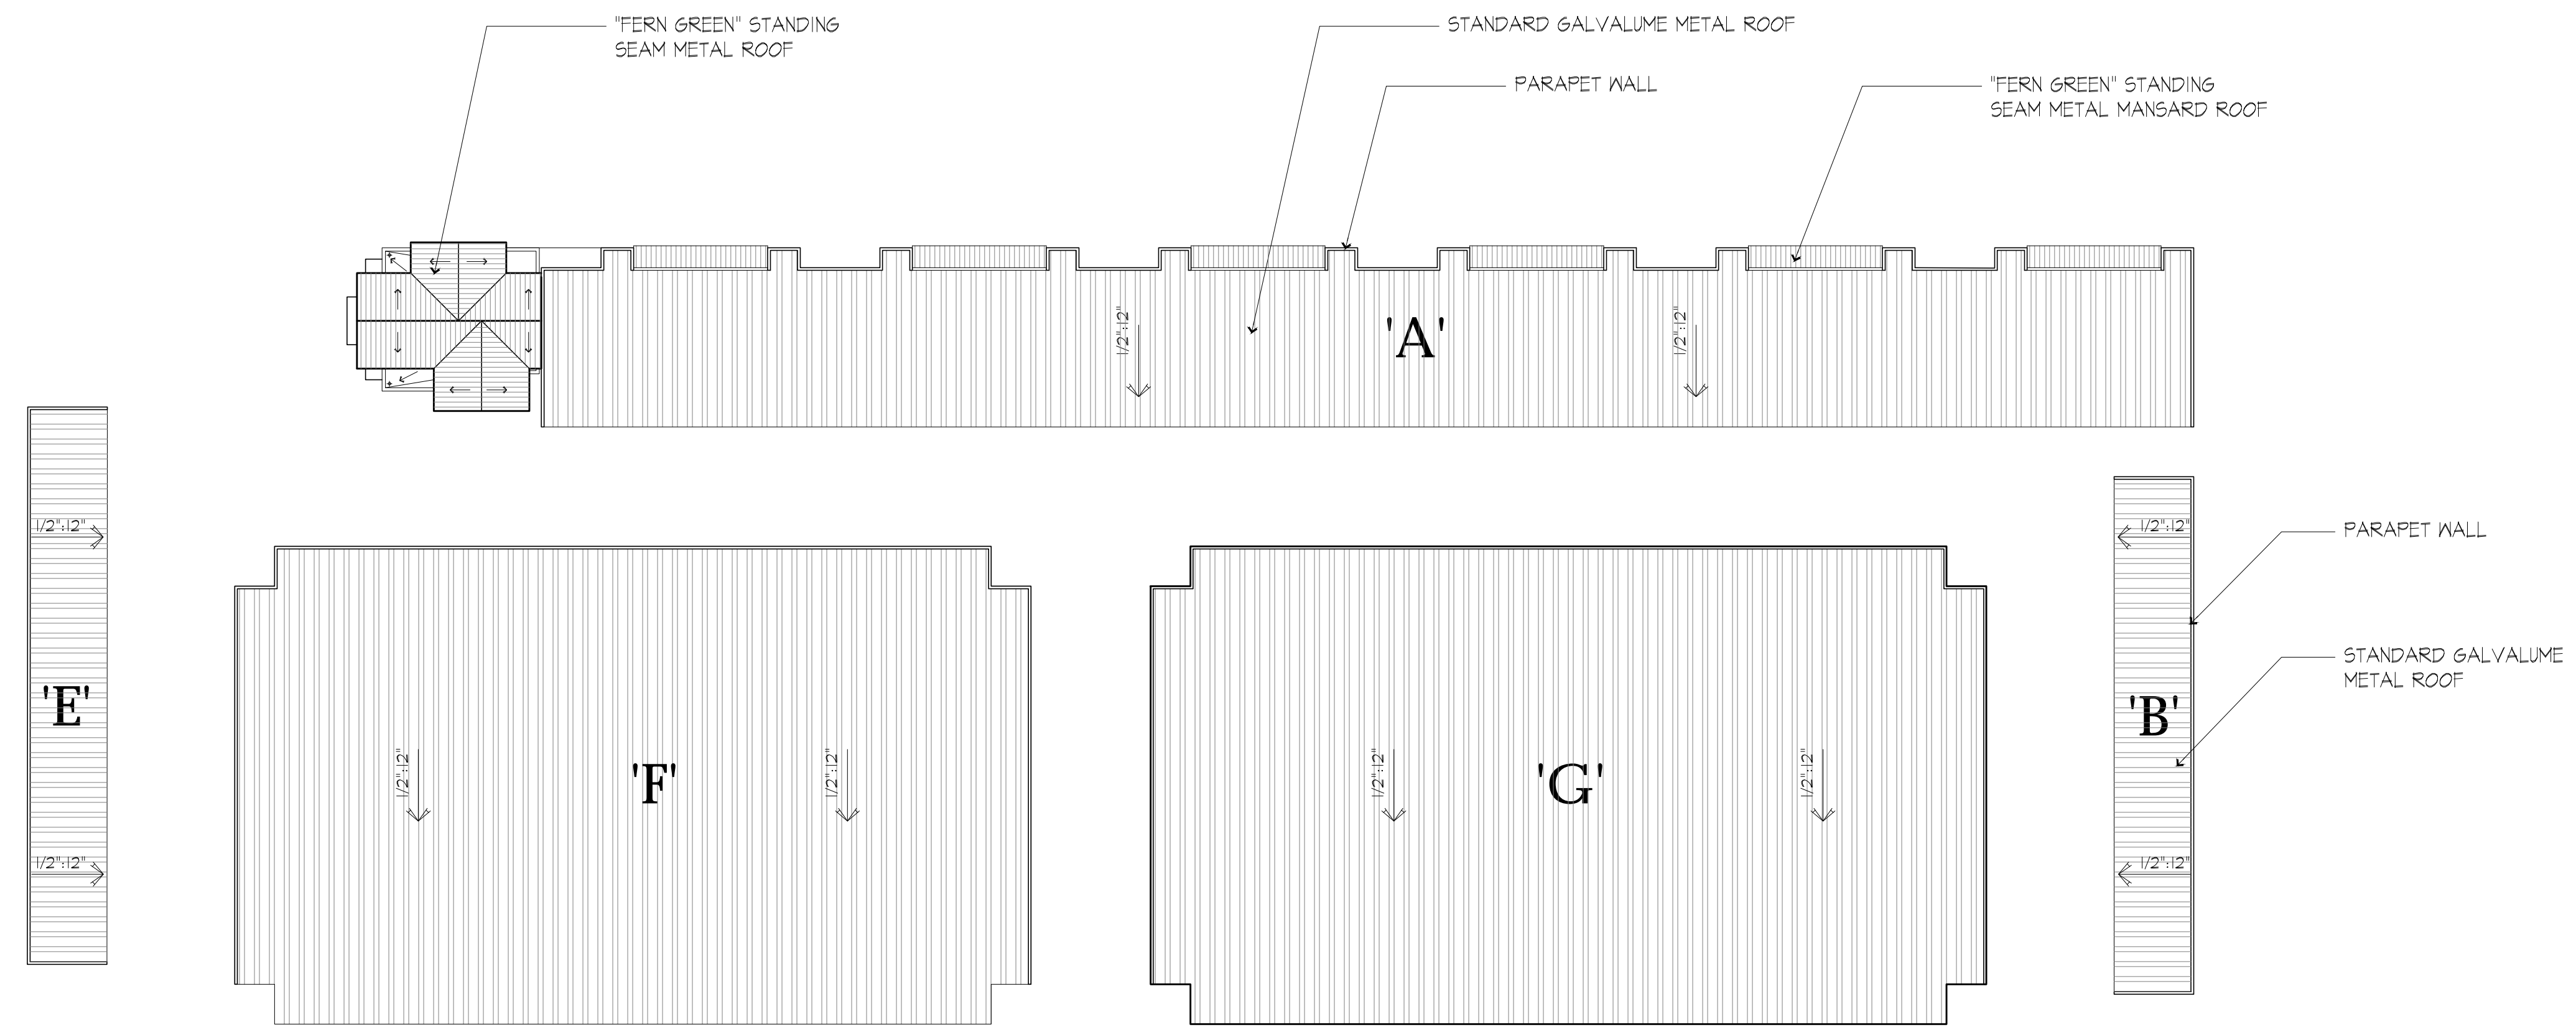 "FERN GREEN" STANDING
SEAM METAL ROOF
STANDARD GALVALUME METAL ROOF
PARAPET WALL
"FERN GREEN" STANDING
SEAM METAL MANSARD ROOF
1/2":12"
'A'
1/2":12"
1/2":12"
'E'
1/2":12"
1/2":12"
'F'
1/2":12"
1/2":12"
'G'
1/2":12"
1/2":12"
'B'
1/2":12"
PARAPET WALL
STANDARD GALVALUME
METAL ROOF